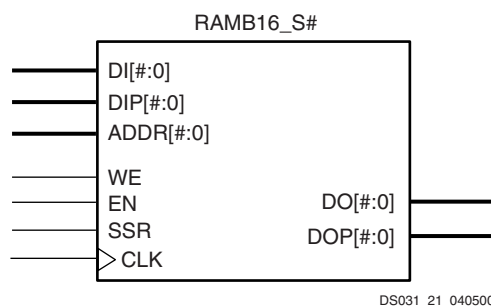 RAMB16_S#
DI[#:0]
DIP[#:0]
ADDR[#:0]
WE
EN
SSR
CLK
DO[#:0]
DOP[#:0]
DS031_21_040500